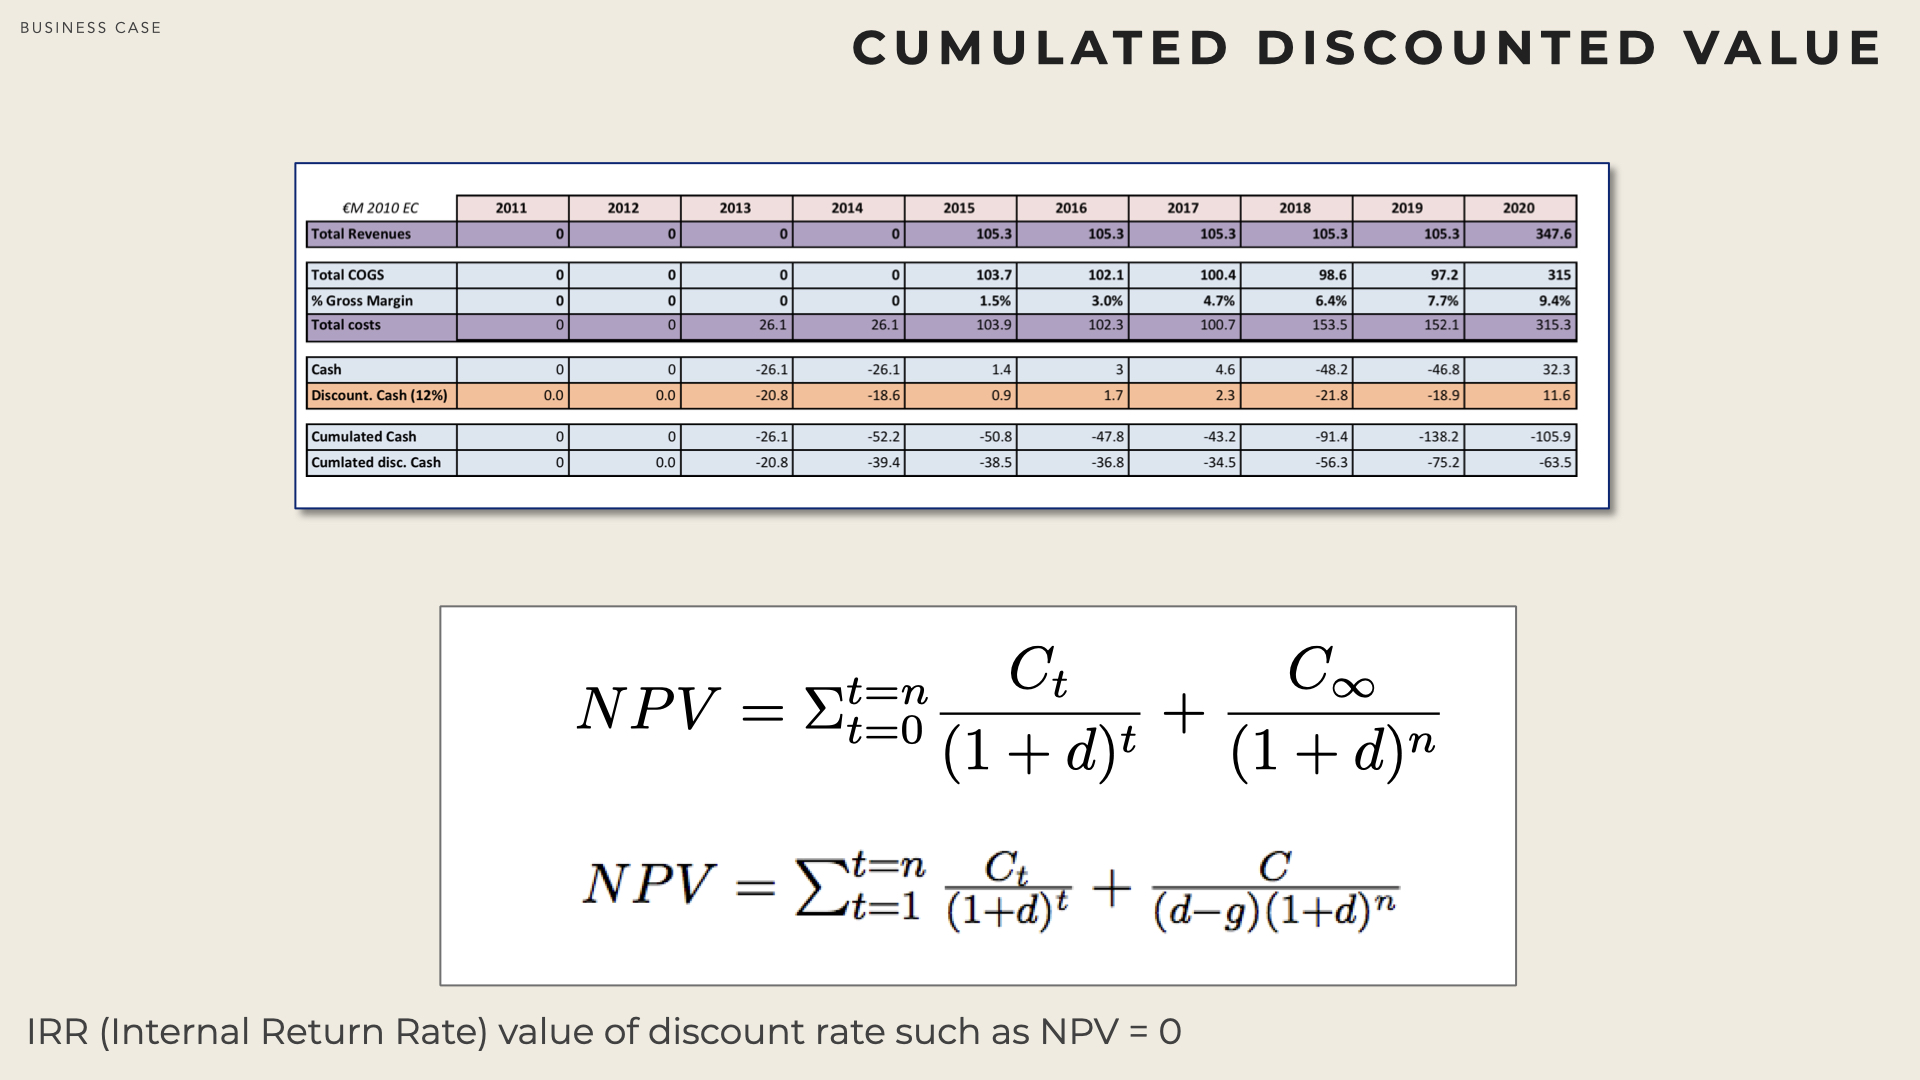 BUSINESS CASE
CUMULATED DISCOUNTED VALUE
€M 2010 EC 2011 2012 2013 2014 2015 2016 2017 2018 2019 2020
Total Revenues 0 0 0 0 105.3 105.3 105.3 105.3 105.3 347.6
Total COGS 0 0 0 0 103.7 102.1 100.4 98.6 97.2 315
% Gross Margin 0 0 0 0 1.5% 3.0% 4.7% 6.4% 7.7% 9.4%
Total costs 0 0 26.1 26.1 103.9 102.3 100.7 153.5 152.1 315.3
Cash 0 0 -26.1 -26.1 1.4 3 4.6 -48.2 -46.8 32.3
Discount. Cash (12%) 0.0 0.0 -20.8 -18.6 0.9 1.7 2.3 -21.8 -18.9 11.6
Cumulated Cash 0 0 -26.1 -52.2 -50.8 -47.8 -43.2 -91.4 -138.2 -105.9
Cumlated disc. Cash 0 0.0 -20.8 -39.4 -38.5 -36.8 -34.5 -56.3 -75.2 -63.5
NPV = Σ_{t=0}^{t=n} C_t/(1 + d)^t + C_∞/(1 + d)^n
NPV = ∑_{t=1}^{t=n} C_t/(1+d)^t + C/(d−g)(1+d)^n
IRR (Internal Return Rate) value of discount rate such as NPV = 0